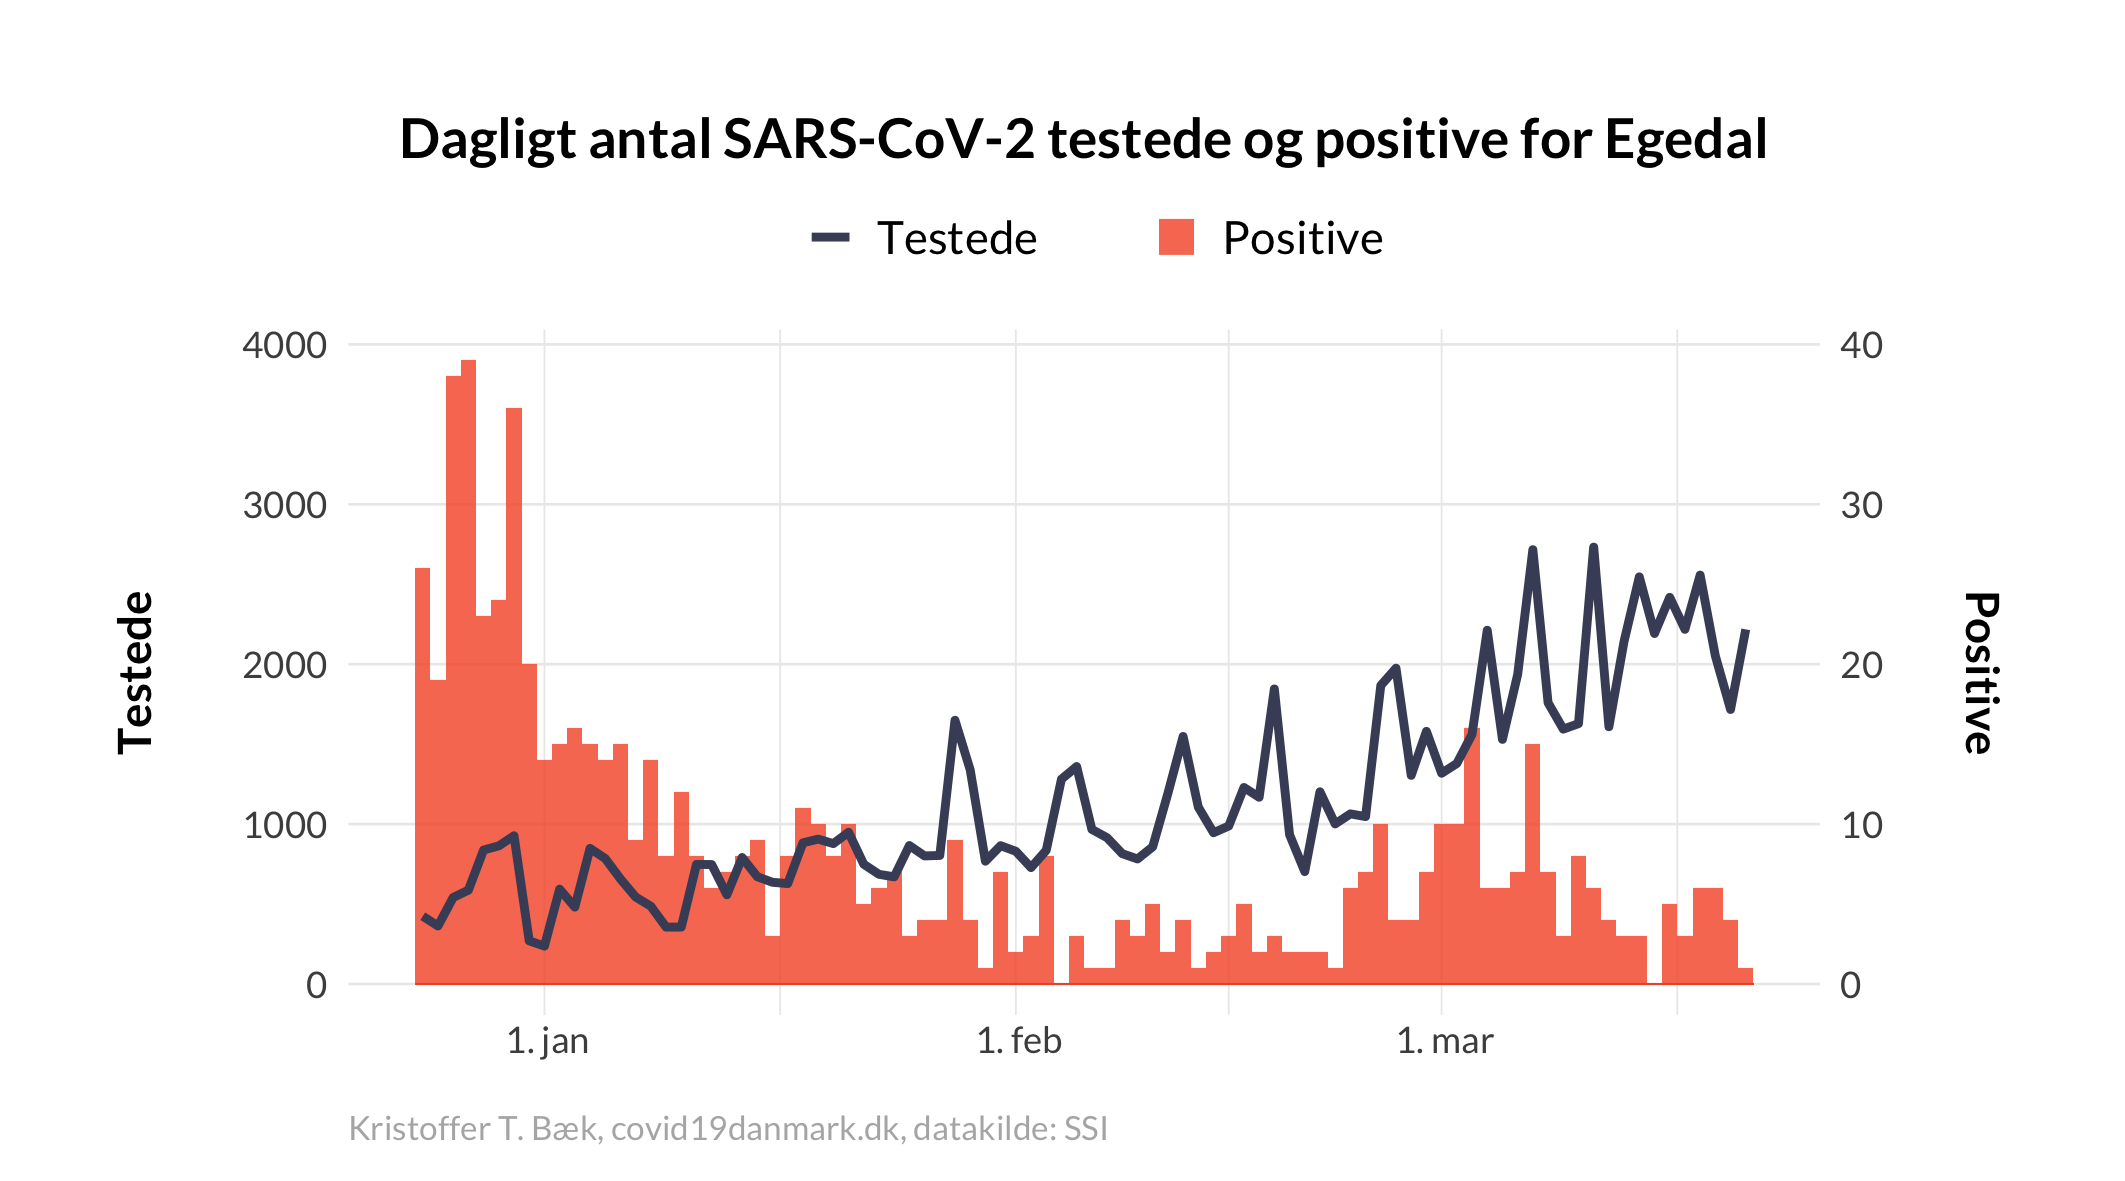 Dagligt antal SARS-CoV-2 testede og positive for Egedal
Testede
Positive
4000
3000
2000
1000
0
Testede
40
30
20
10
0
Positive
1. jan
1. feb
1. mar
Kristoffer T. Bæk, covid19danmark.dk, datakilde: SSI